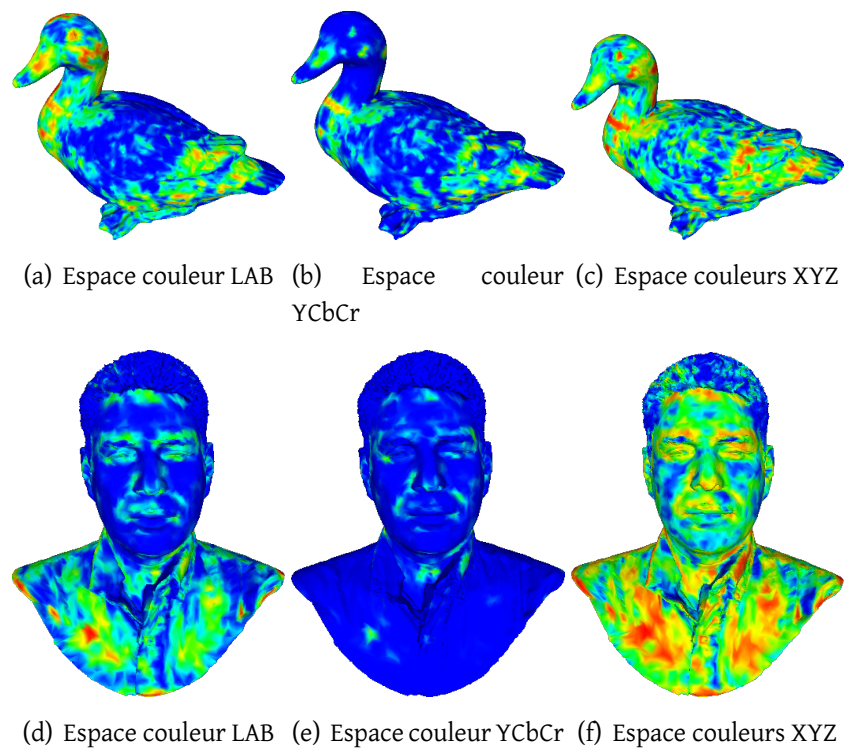 (a) Espace couleur LAB
(b) Espace couleur
YCbCr
(c) Espace couleurs XYZ
(d) Espace couleur LAB
(e) Espace couleur YCbCr
(f) Espace couleurs XYZ